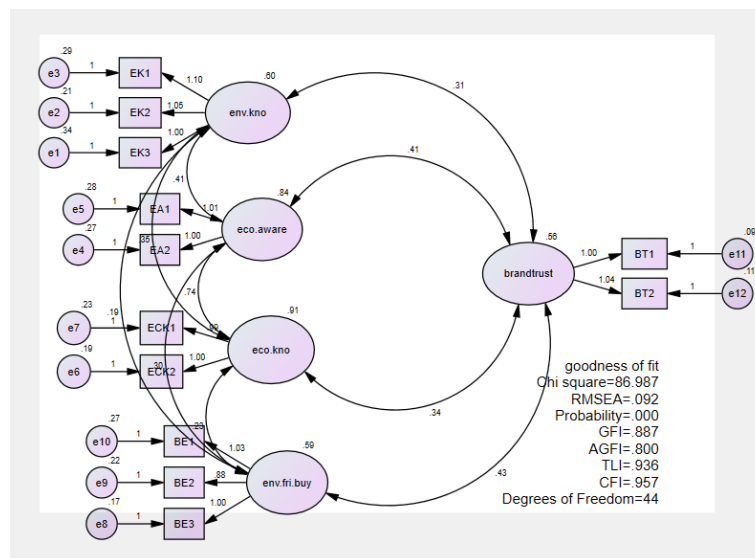 .29
e3 1 EK1
.60
.21
1.10
env.kno
e2 1 EK2 1.05
.31
.34
e1 1 EK3 1.00
.41
.41
.28
.84
e5 1 EA1 1.01
eco.aware
.27
e4 1 EA2 1.00
.35
.56
brandtrust
1.00 BT1 1 e11 .09
1.04 BT2 1 e12 .11
.74
.91
.23
.19
e7 1 ECK1 .99
eco.kno
.19
e6 1 ECK2 1.00
.30
.34
.27
.23
.59
e10 1 BE1 1.03
env.fri.buy
.22
e9 1 BE2 .88
.43
.17
e8 1 BE3 1.00
goodness of fit
Chi square=86.987
RMSEA=.092
Probability=.000
GFI=.887
AGFI=.800
TLI=.936
CFI=.957
Degrees of Freedom=44